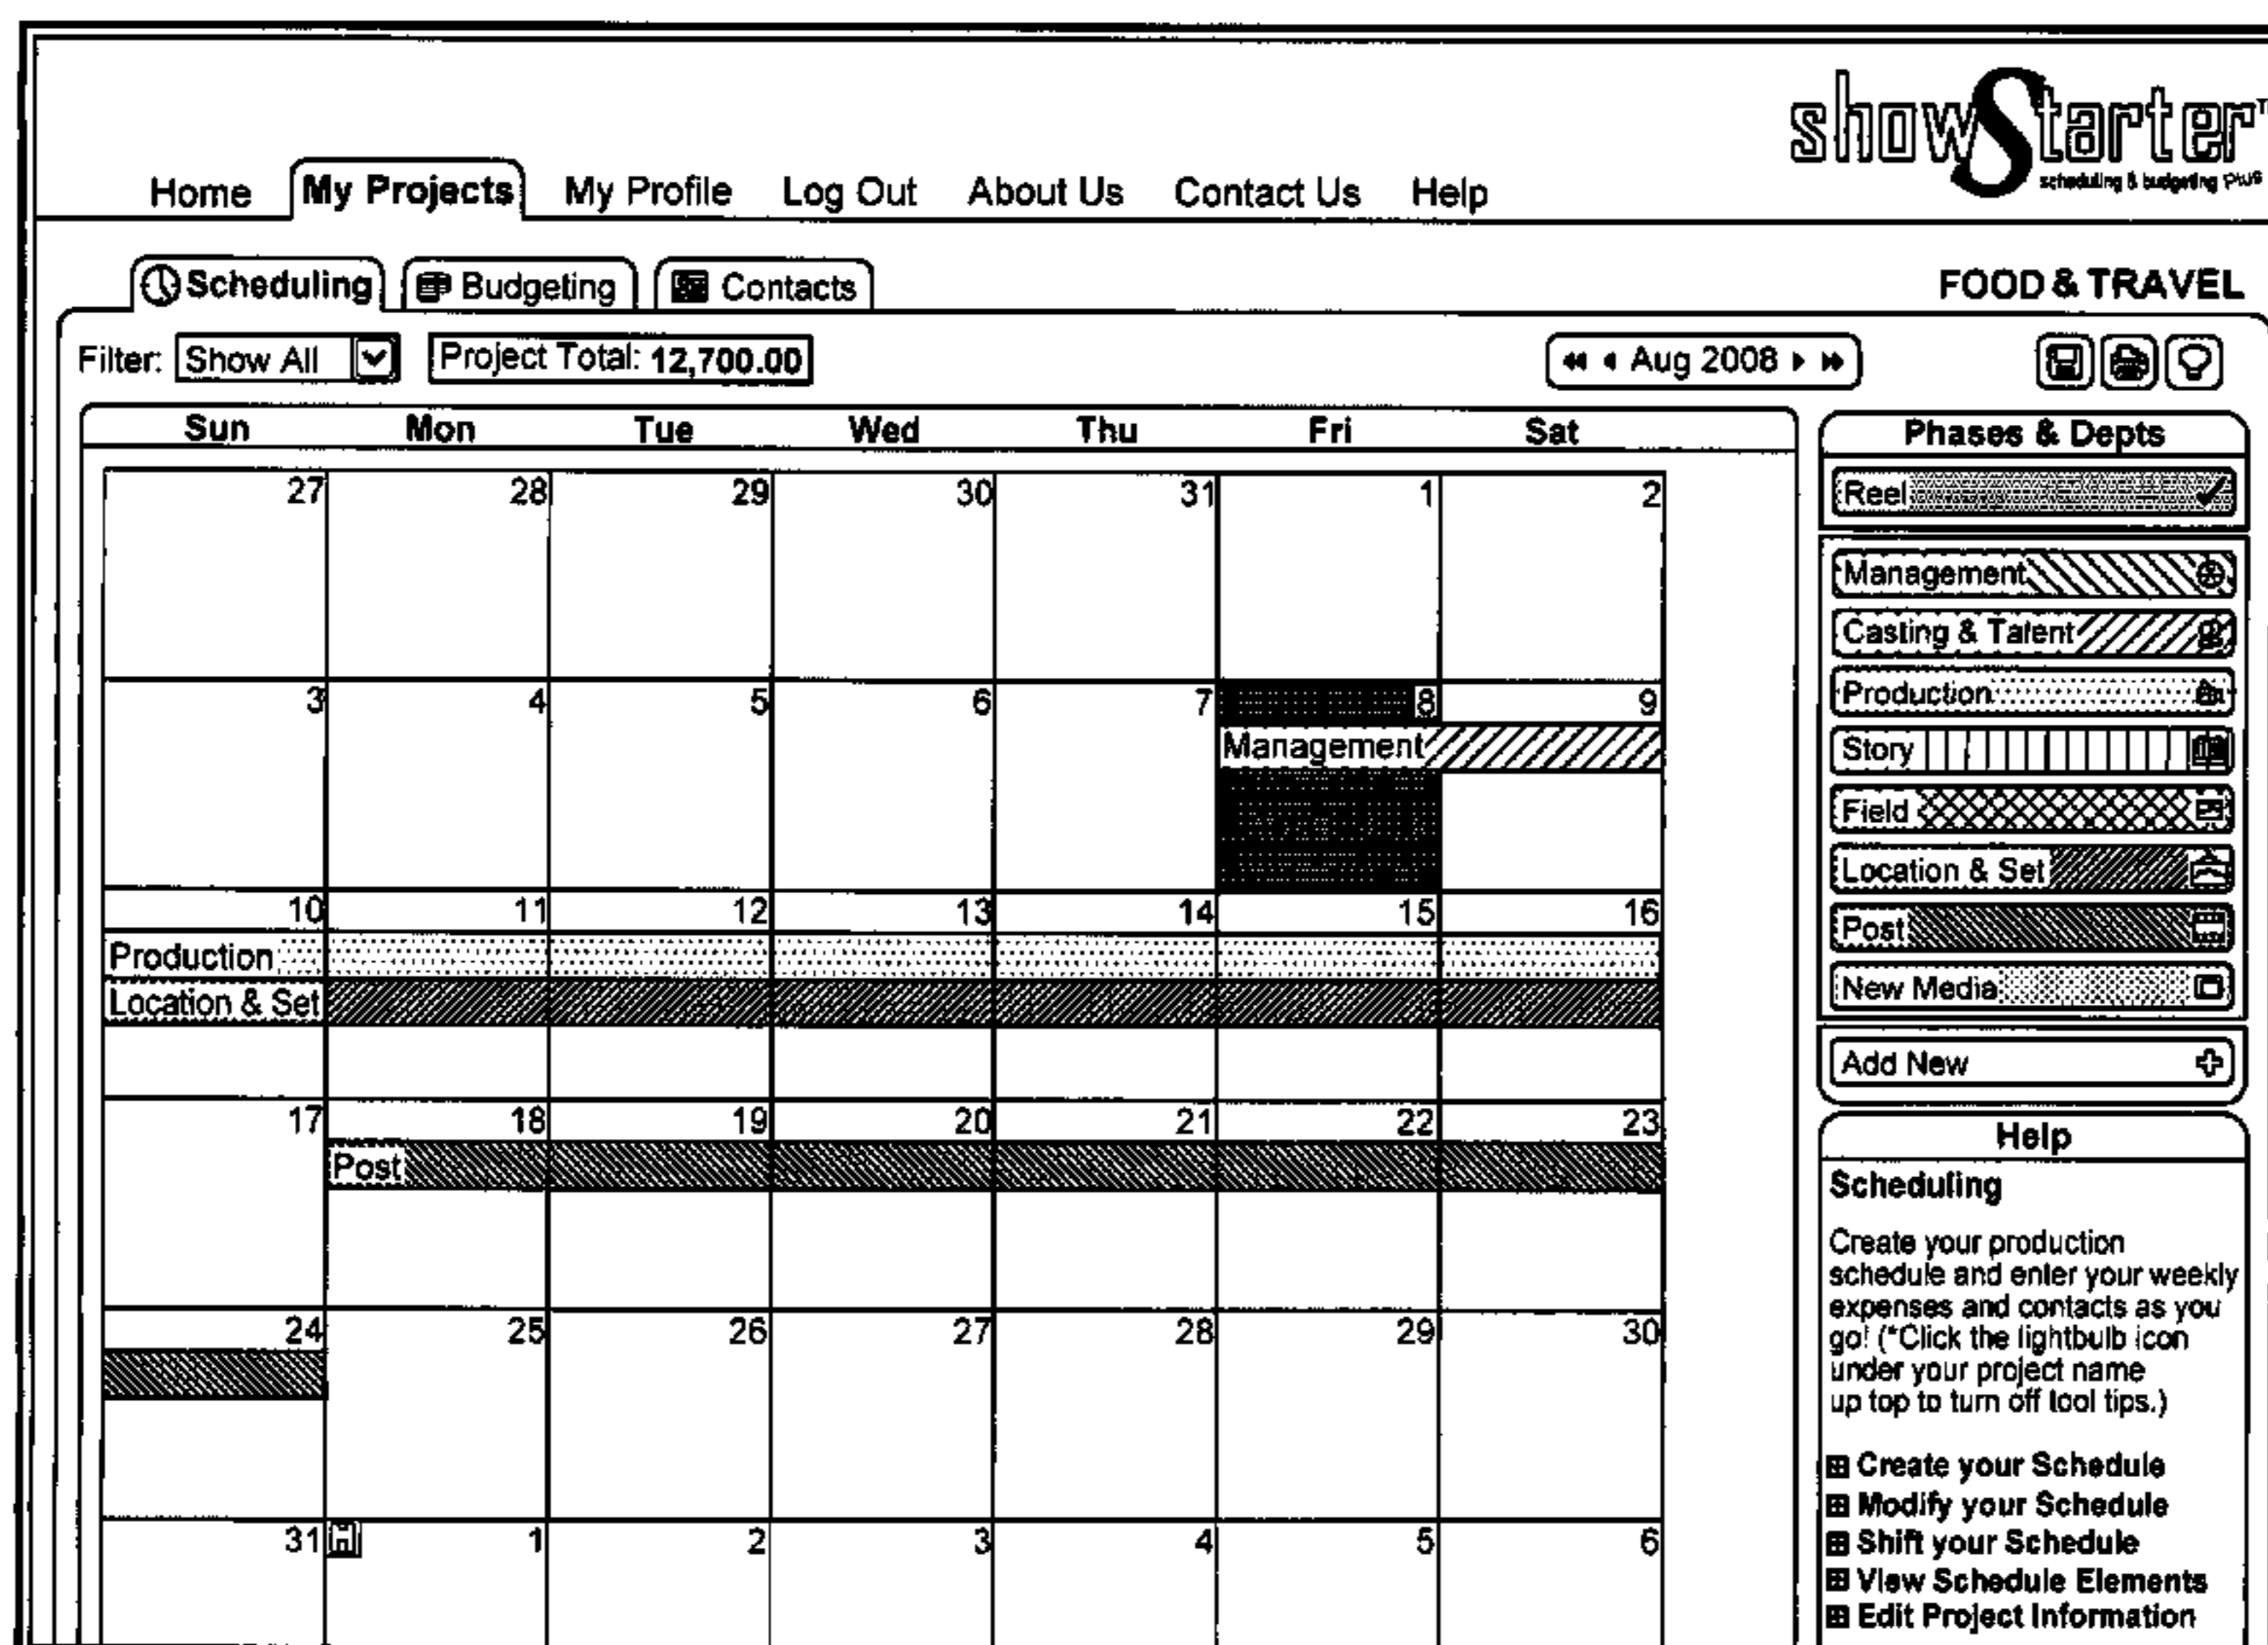 showStarter™
scheduling & budgeting plus
Home My Projects My Profile Log Out About Us Contact Us Help
Scheduling Budgeting Contacts
FOOD & TRAVEL
Filter: Show All Project Total: 12,700.00
Aug 2008
Sun Mon Tue Wed Thu Fri Sat
27 28 29 30 31 1 2
3 4 5 6 7 8 9
Management
10 11 12 13 14 15 16
Production
Location & Set
17 18 19 20 21 22 23
Post
24 25 26 27 28 29 30
31 H 1 2 3 4 5 6
Phases & Depts
Reel
Management
Casting & Talent
Production
Story
Field
Location & Set
Post
New Media
Add New
Help
Scheduling
Create your production
schedule and enter your weekly
expenses and contacts as you
go! (*Click the lightbulb icon
under your project name
up top to turn off tool tips.)
Create your Schedule
Modify your Schedule
Shift your Schedule
View Schedule Elements
Edit Project Information